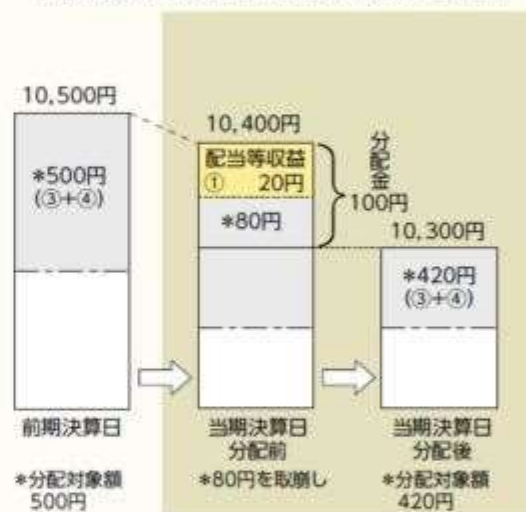 10,500円
*500円
(③+④)
前期決算日
*分配対象額
500円
10,400円
配当等収益
① 20円
*80円
分配金
100円
当期決算日
分配前
*80円を取崩し
10,300円
*420円
(③+④)
当期決算日
分配後
*分配対象額
420円